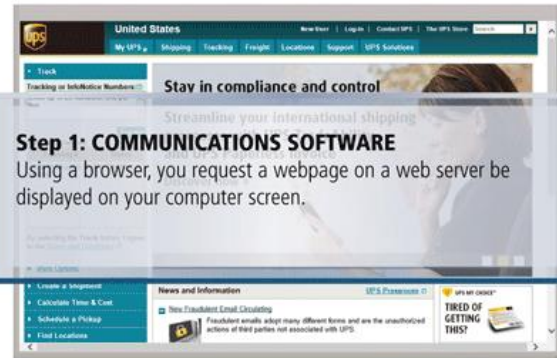 ups
United States
New User | Log-In | Contact UPS | The UPS Store Search
My UPS Shipping Tracking Freight Locations Support UPS Solutions
Track
Tracking or InfoNotice Numbers
Stay in compliance and control
Streamline your international shipping
Step 1: COMMUNICATIONS SOFTWARE
Using a browser, you request a webpage on a web server be
displayed on your computer screen.
Create a Shipment
Calculate Time & Cost
Schedule a Pickup
Find Locations
News and Information
UPS Pressroom
New Fraudulent Email Circulating
Fraudulent emails adopt many different forms and are the unauthorized
actions of third parties not associated with UPS.
UPS MY CHOICE
TIRED OF
GETTING
THIS?